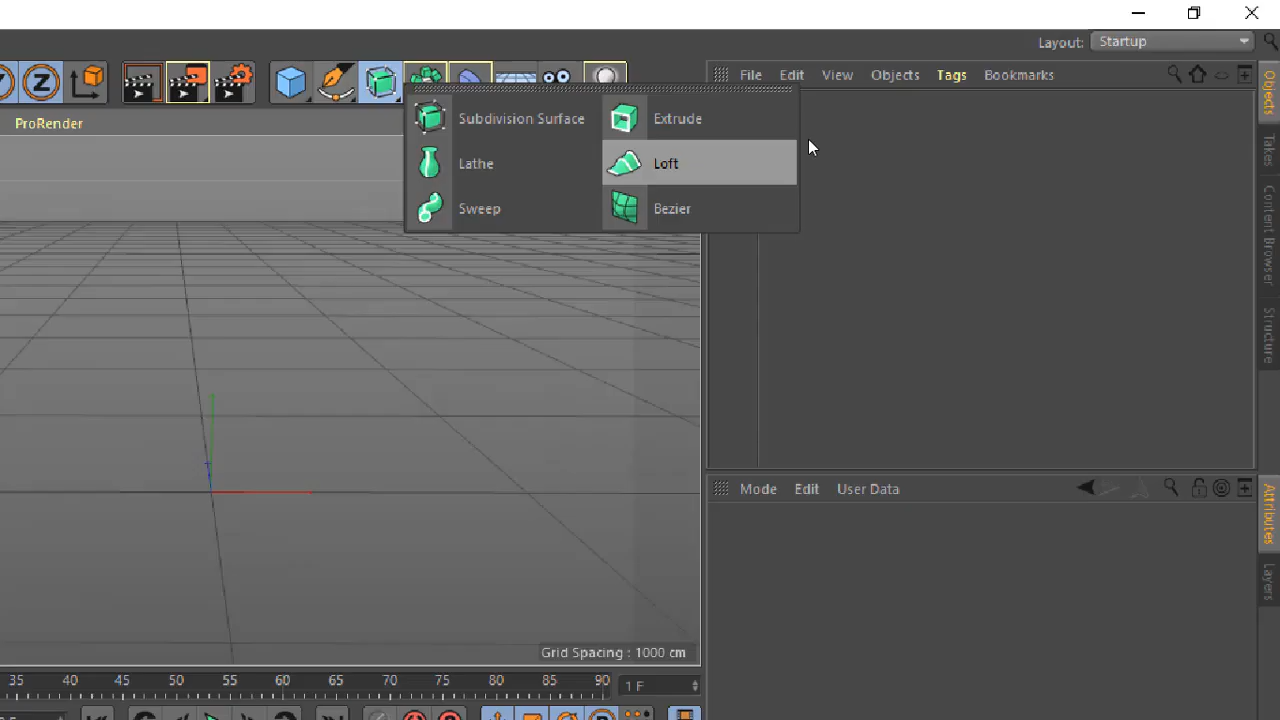 Layout: Startup
File Edit View Objects Tags Bookmarks
ProRender
Subdivision Surface Extrude
Lathe Loft
Sweep Bezier
Objects
Takes
Content Browser
Structure
Mode Edit User Data
Attributes
Layers
Grid Spacing : 1000 cm
35 40 45 50 55 60 65 70 75 80 85 90 1 F